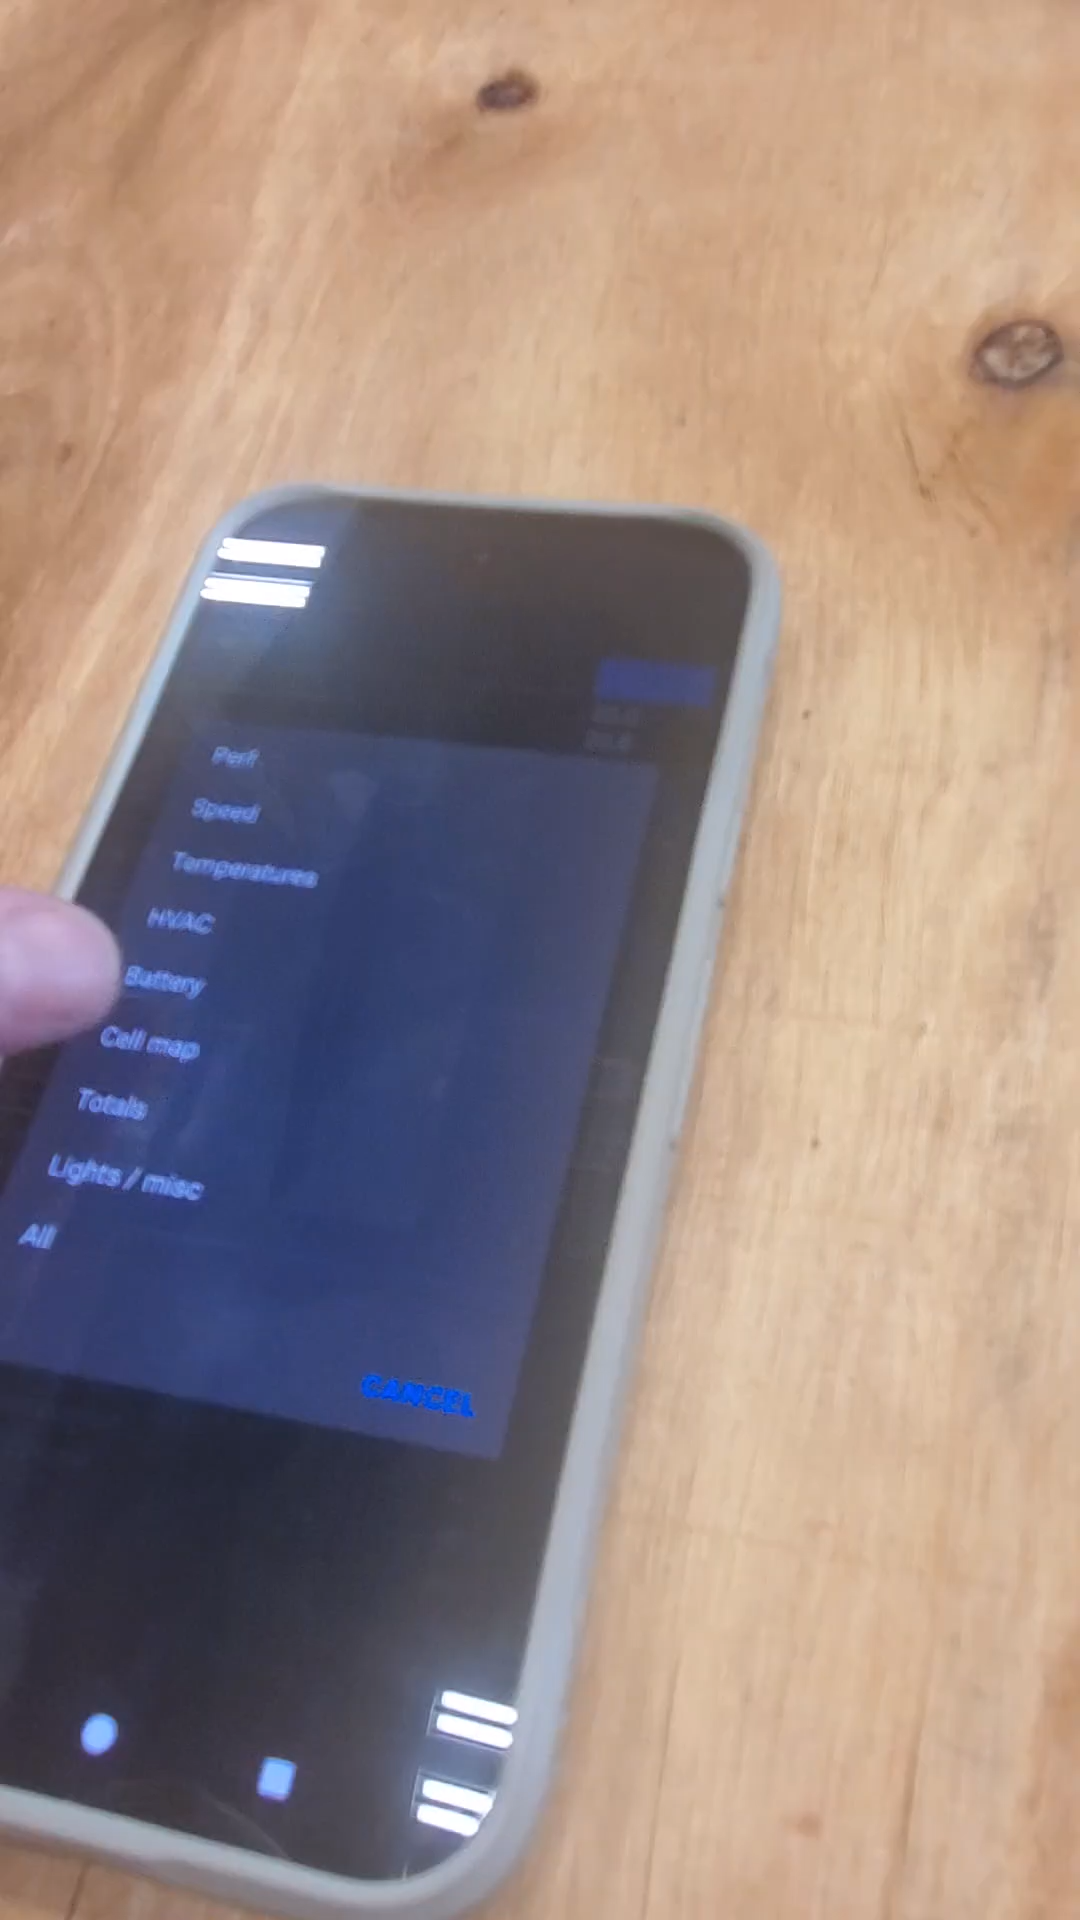 Perf
Speed
Temperatures
HVAC
Battery
Cell map
Totals
Lights / misc
All
CANCEL